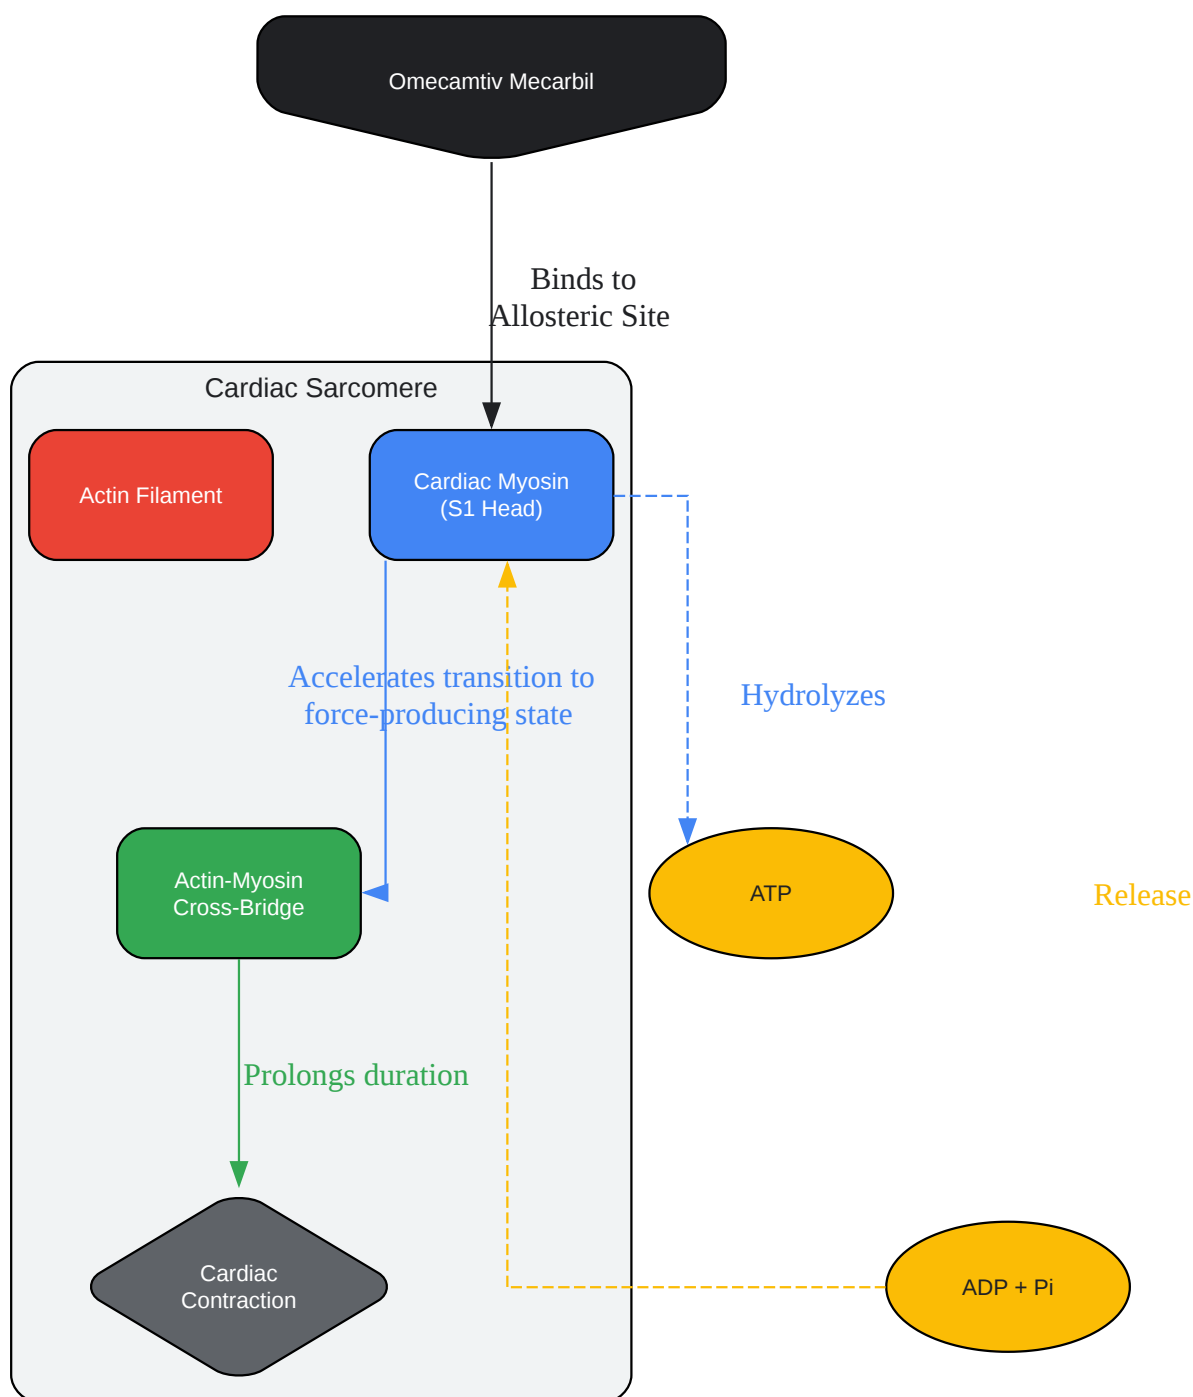 Omecamtiv Mecarbil
Binds to
Allosteric Site
Cardiac Sarcomere
Actin Filament
Cardiac Myosin
(S1 Head)
Accelerates transition to
force-producing state
Hydrolyzes
Actin-Myosin
Cross-Bridge
ATP
Release
Prolongs duration
Cardiac
Contraction
ADP + Pi